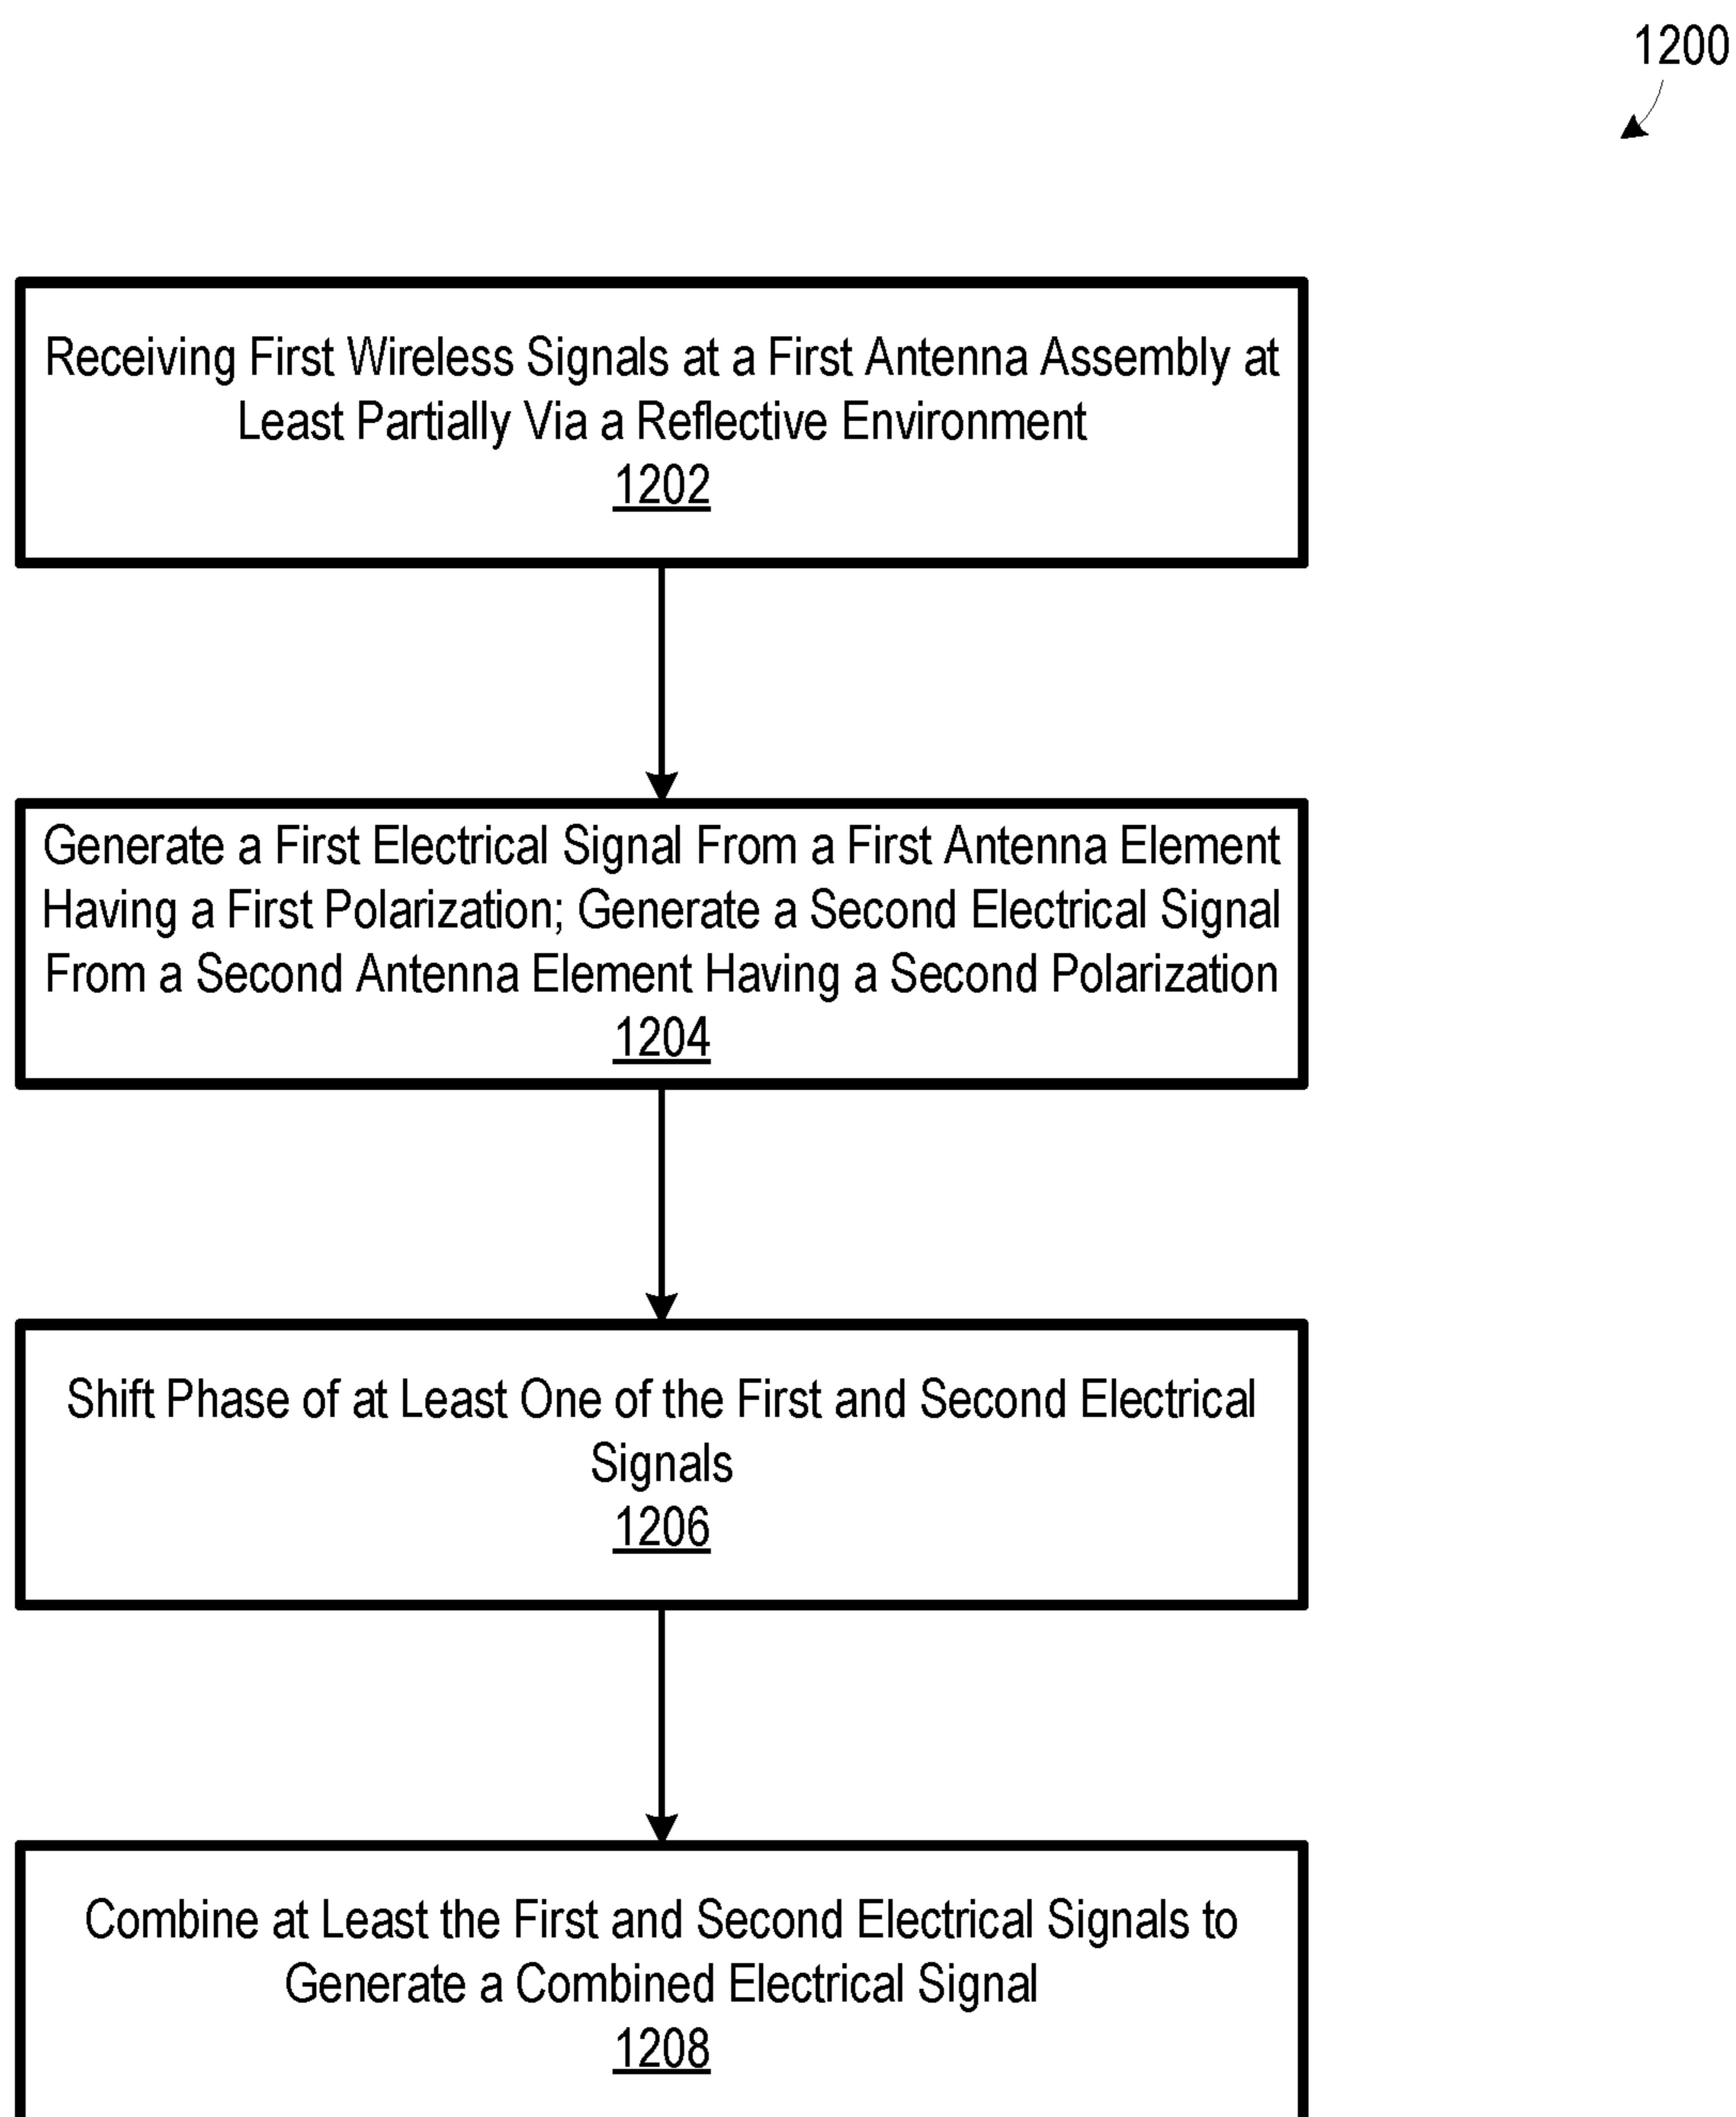 1200
Receiving First Wireless Signals at a First Antenna Assembly at
Least Partially Via a Reflective Environment
1202
Generate a First Electrical Signal From a First Antenna Element
Having a First Polarization; Generate a Second Electrical Signal
From a Second Antenna Element Having a Second Polarization
1204
Shift Phase of at Least One of the First and Second Electrical
Signals
1206
Combine at Least the First and Second Electrical Signals to
Generate a Combined Electrical Signal
1208